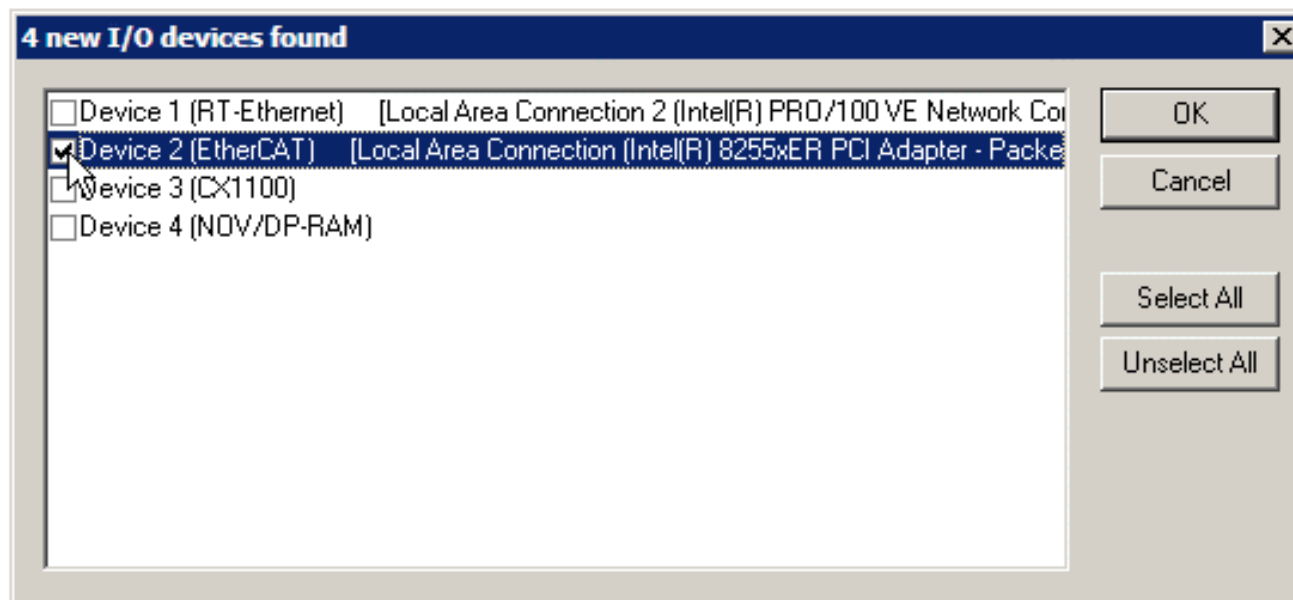 4 new I/O devices found
Device 1 (RT-Ethernet) [Local Area Connection 2 (Intel(R) PRO/100 VE Network Cor
OK
Device 2 (EtherCAT) [Local Area Connection (Intel(R) 8255xER PCI Adapter - Packe
Cancel
Device 3 (CX1100)
Device 4 (NOV/DP-RAM)
Select All
Unselect All